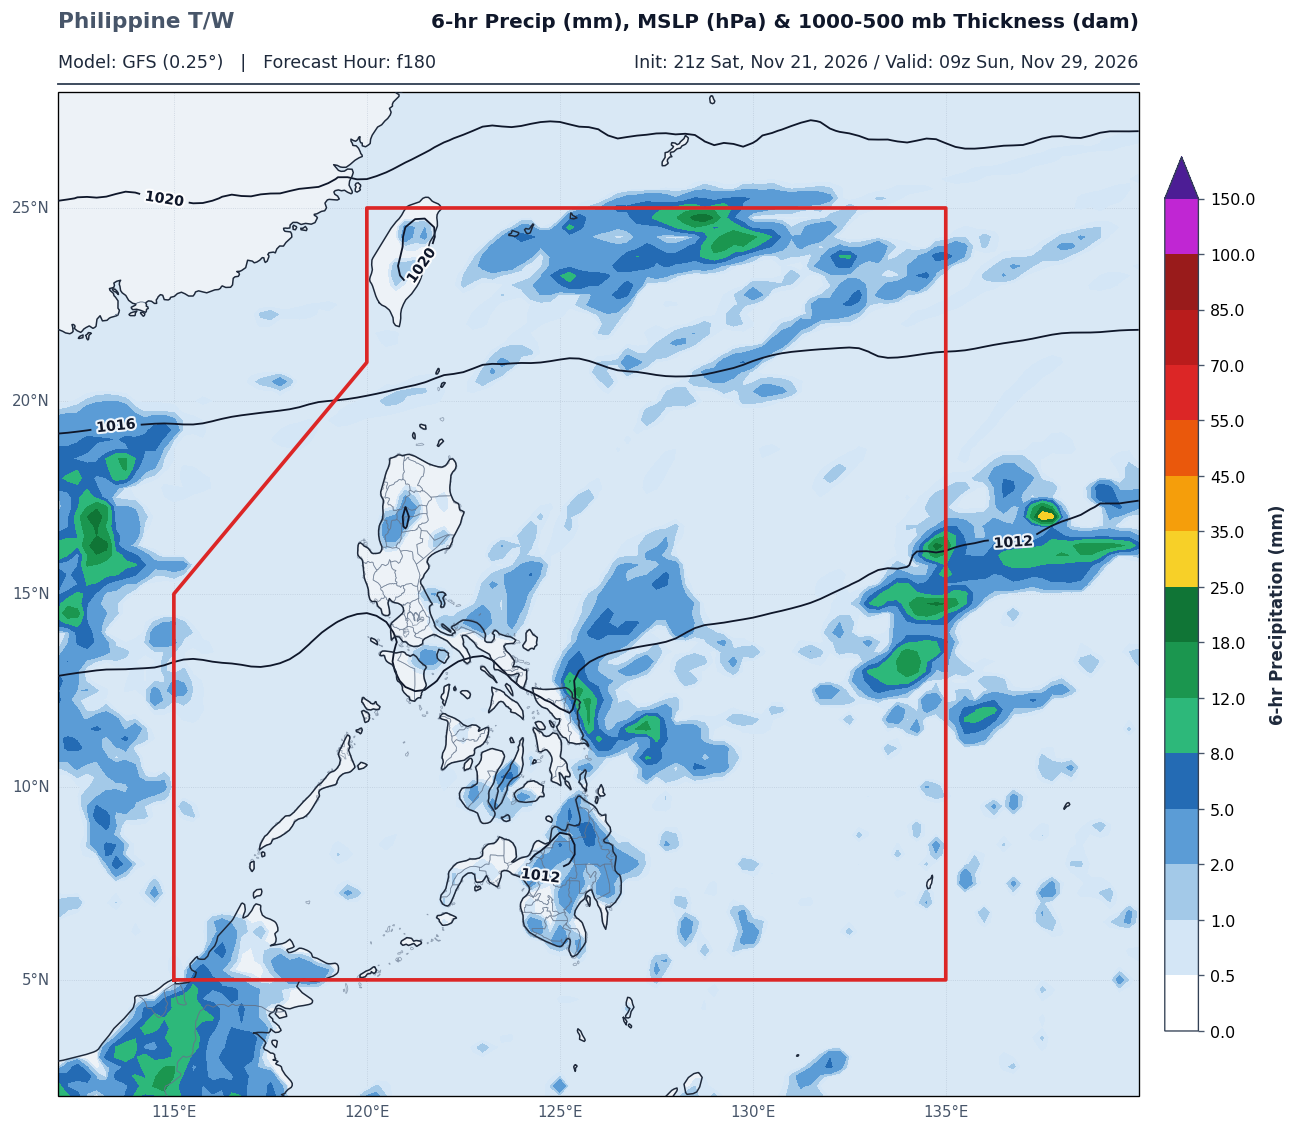 Philippine T/W
6-hr Precip (mm), MSLP (hPa) & 1000-500 mb Thickness (dam)
Model: GFS (0.25°) | Forecast Hour: f180
Init: 21z Sat, Nov 21, 2026 / Valid: 09z Sun, Nov 29, 2026
25°N
20°N
15°N
10°N
5°N
115°E
120°E
125°E
130°E
135°E
1020
1020
1016
1012
1012
150.0
100.0
85.0
70.0
55.0
45.0
35.0
25.0
18.0
12.0
8.0
5.0
2.0
1.0
0.5
0.0
6-hr Precipitation (mm)